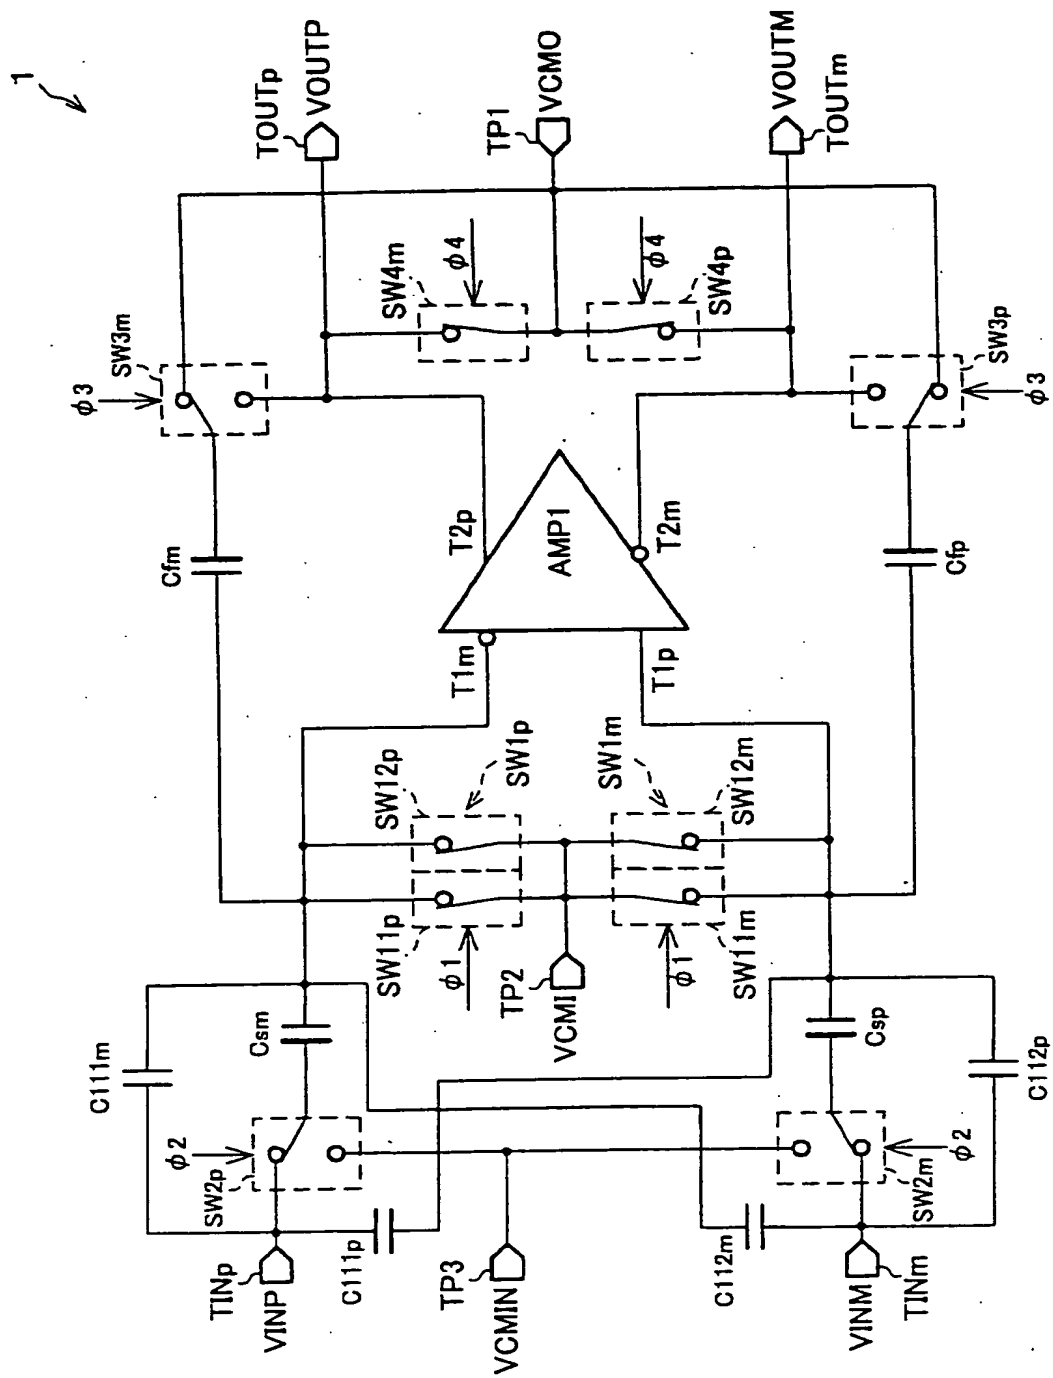 1
TOUTp
VOUTP
TP1
VCMO
VOUTM
TOUTm
SW3m
φ3
SW4m
φ4
φ4
SW4p
SW3p
φ3
Cfm
T2p
AMP1
T2m
Cfp
T1m
T1p
SW12p
SW1p
SW1m
SW12m
SW11p
φ1
TP2
VCMI
φ1
SW11m
C111m
Csm
Csp
C112p
φ2
SW2p
φ2
SW2m
C111p
C112m
TINp
VINP
TP3
VCMIN
VINM
TINm